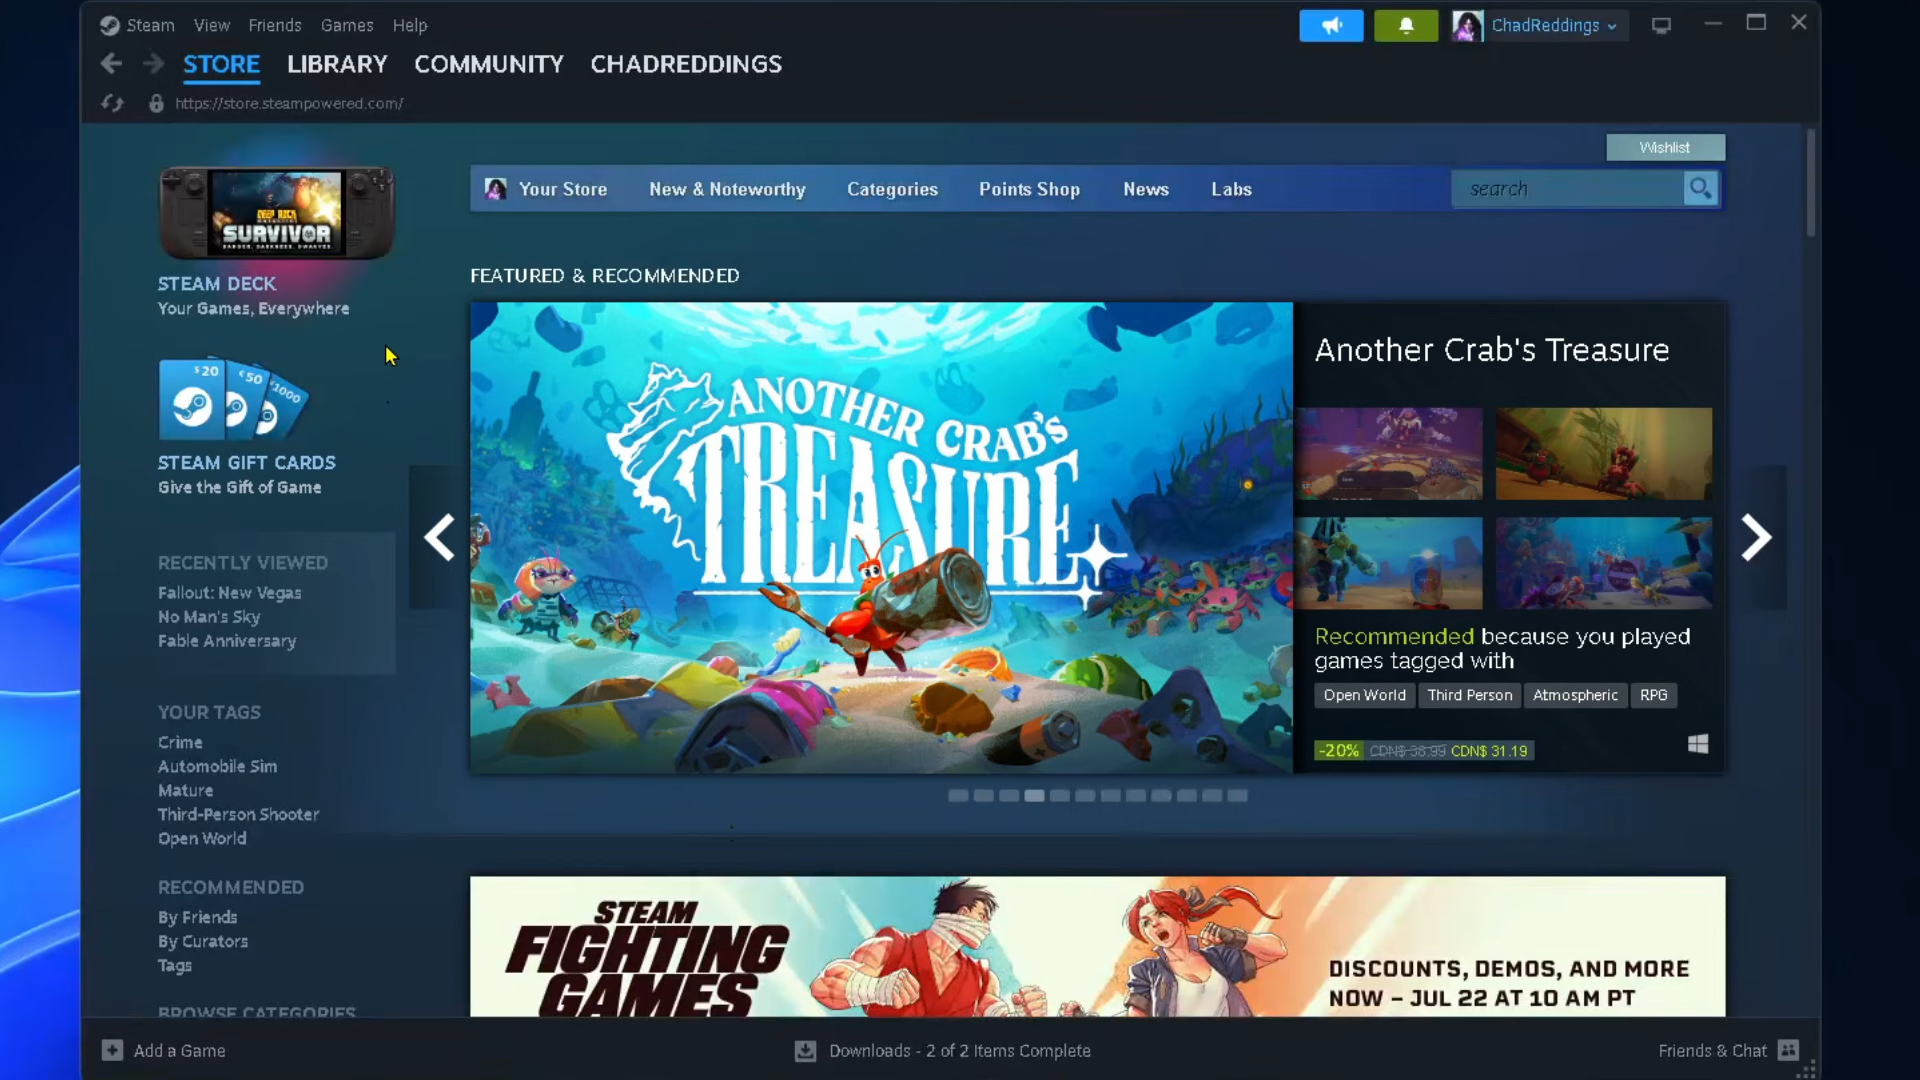 Steam View Friends Games Help
ChadReddings
STORE LIBRARY COMMUNITY CHADREDDINGS
https://store.steampowered.com/
Wishlist
Your Store New & Noteworthy Categories Points Shop News Labs
search
DEEP ROCK
SURVIVOR
STEAM DECK
Your Games, Everywhere
FEATURED & RECOMMENDED
ANOTHER CRAB'S
TREASURE
Another Crab's Treasure
$20 €50 $1000
STEAM GIFT CARDS
Give the Gift of Game
RECENTLY VIEWED
Fallout: New Vegas
No Man's Sky
Fable Anniversary
Recommended because you played
games tagged with
Open World Third Person Atmospheric RPG
-20% CDN$ 38.99 CDN$ 31.19
YOUR TAGS
Crime
Automobile Sim
Mature
Third-Person Shooter
Open World
RECOMMENDED
By Friends
By Curators
Tags
BROWSE CATEGORIES
STEAM
FIGHTING
GAMES
DISCOUNTS, DEMOS, AND MORE
NOW – JUL 22 AT 10 AM PT
Add a Game
Downloads - 2 of 2 Items Complete
Friends & Chat